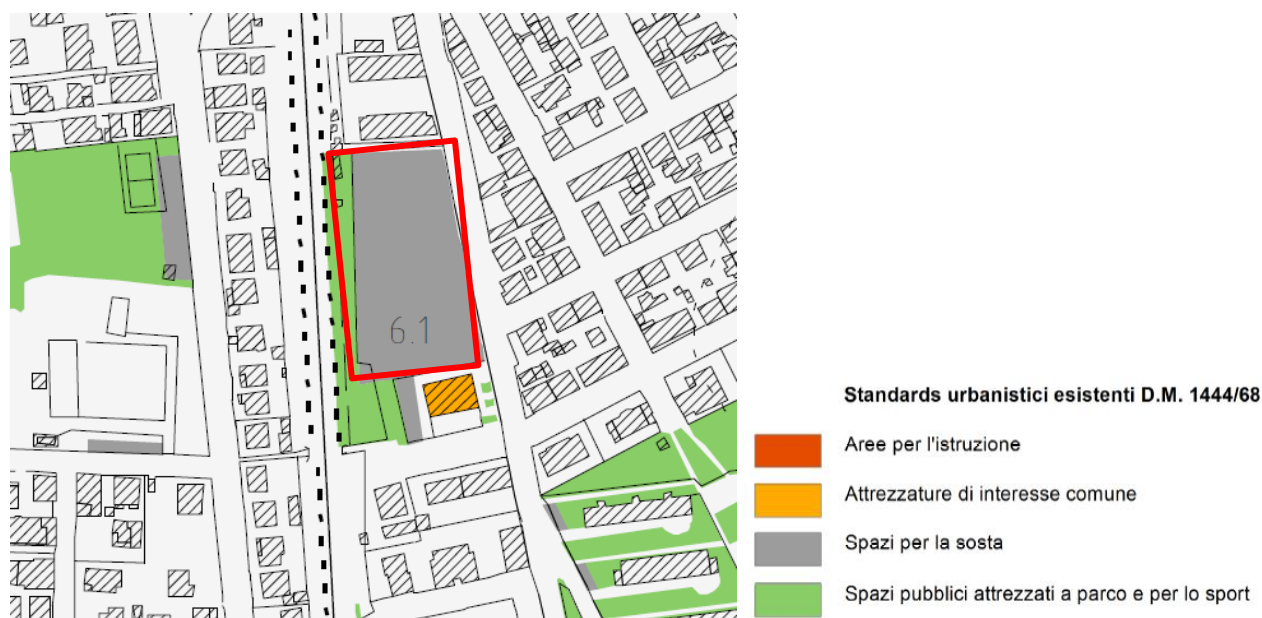 6.1
Standards urbanistici esistenti D.M. 1444/68
Aree per l'istruzione
Attrezzature di interesse comune
Spazi per la sosta
Spazi pubblici attrezzati a parco e per lo sport